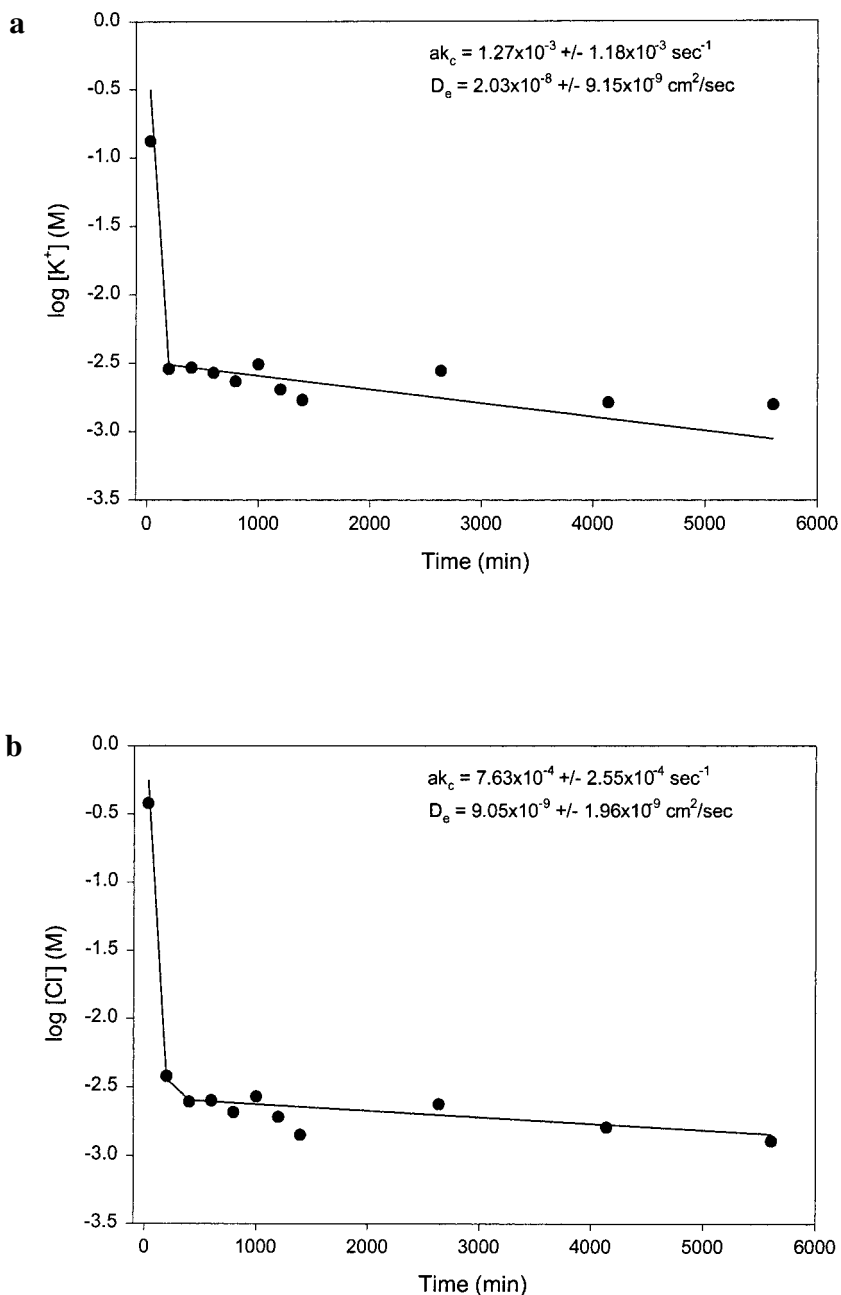 a
ak_c = 1.27x10^-3 +/- 1.18x10^-3 sec^-1
D_e = 2.03x10^-8 +/- 9.15x10^-9 cm^2/sec
0.0
-0.5
-1.0
-1.5
-2.0
-2.5
-3.0
-3.5
log [K^+] (M)
0 1000 2000 3000 4000 5000 6000
Time (min)
b
ak_c = 7.63x10^-4 +/- 2.55x10^-4 sec^-1
D_e = 9.05x10^-9 +/- 1.96x10^-9 cm^2/sec
0.0
-0.5
-1.0
-1.5
-2.0
-2.5
-3.0
-3.5
log [Cl^-] (M)
0 1000 2000 3000 4000 5000 6000
Time (min)